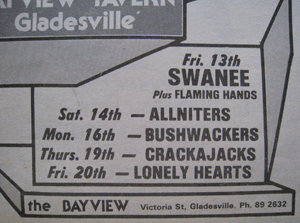 BAYVIEW TAVERN
Gladesville
Fri. 13th
SWANEE
Plus FLAMING HANDS
Sat. 14th — ALLNITERS
Mon. 16th — BUSHWACKERS
Thurs. 19th — CRACKAJACKS
Fri. 20th — LONELY HEARTS
the BAYVIEW Victoria St, Gladesville. Ph. 89 2632